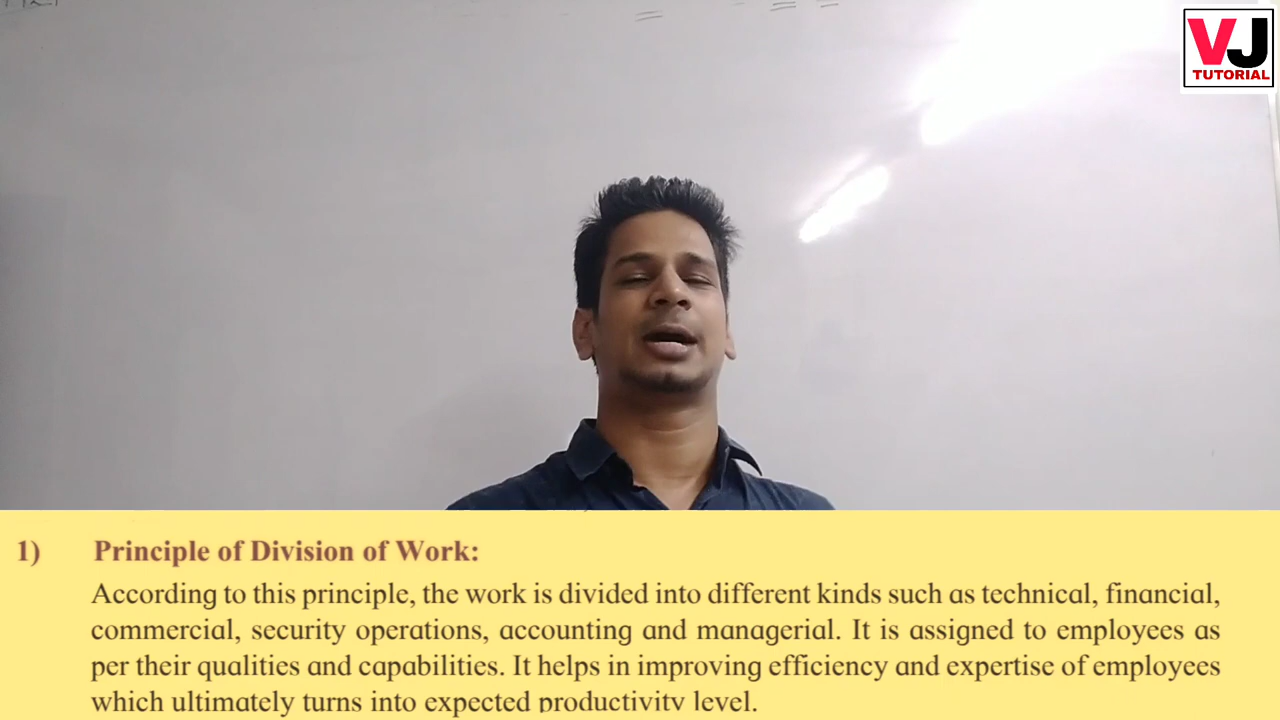 VJ
TUTORIAL
1) Principle of Division of Work:
According to this principle, the work is divided into different kinds such as technical, financial,
commercial, security operations, accounting and managerial. It is assigned to employees as
per their qualities and capabilities. It helps in improving efficiency and expertise of employees
which ultimately turns into expected productivity level.